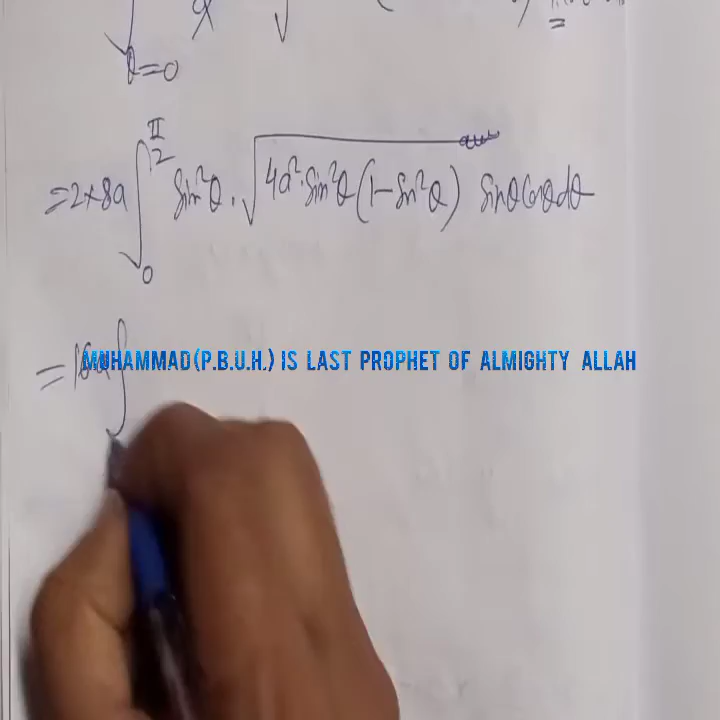 θ=0
π/2
=2×8a ∫ sin²θ . √4a².sin²θ(1-sin²θ) sinθcosθdθ
0
=16a ∫
MUHAMMAD(P.B.U.H.) IS LAST PROPHET OF ALMIGHTY ALLAH